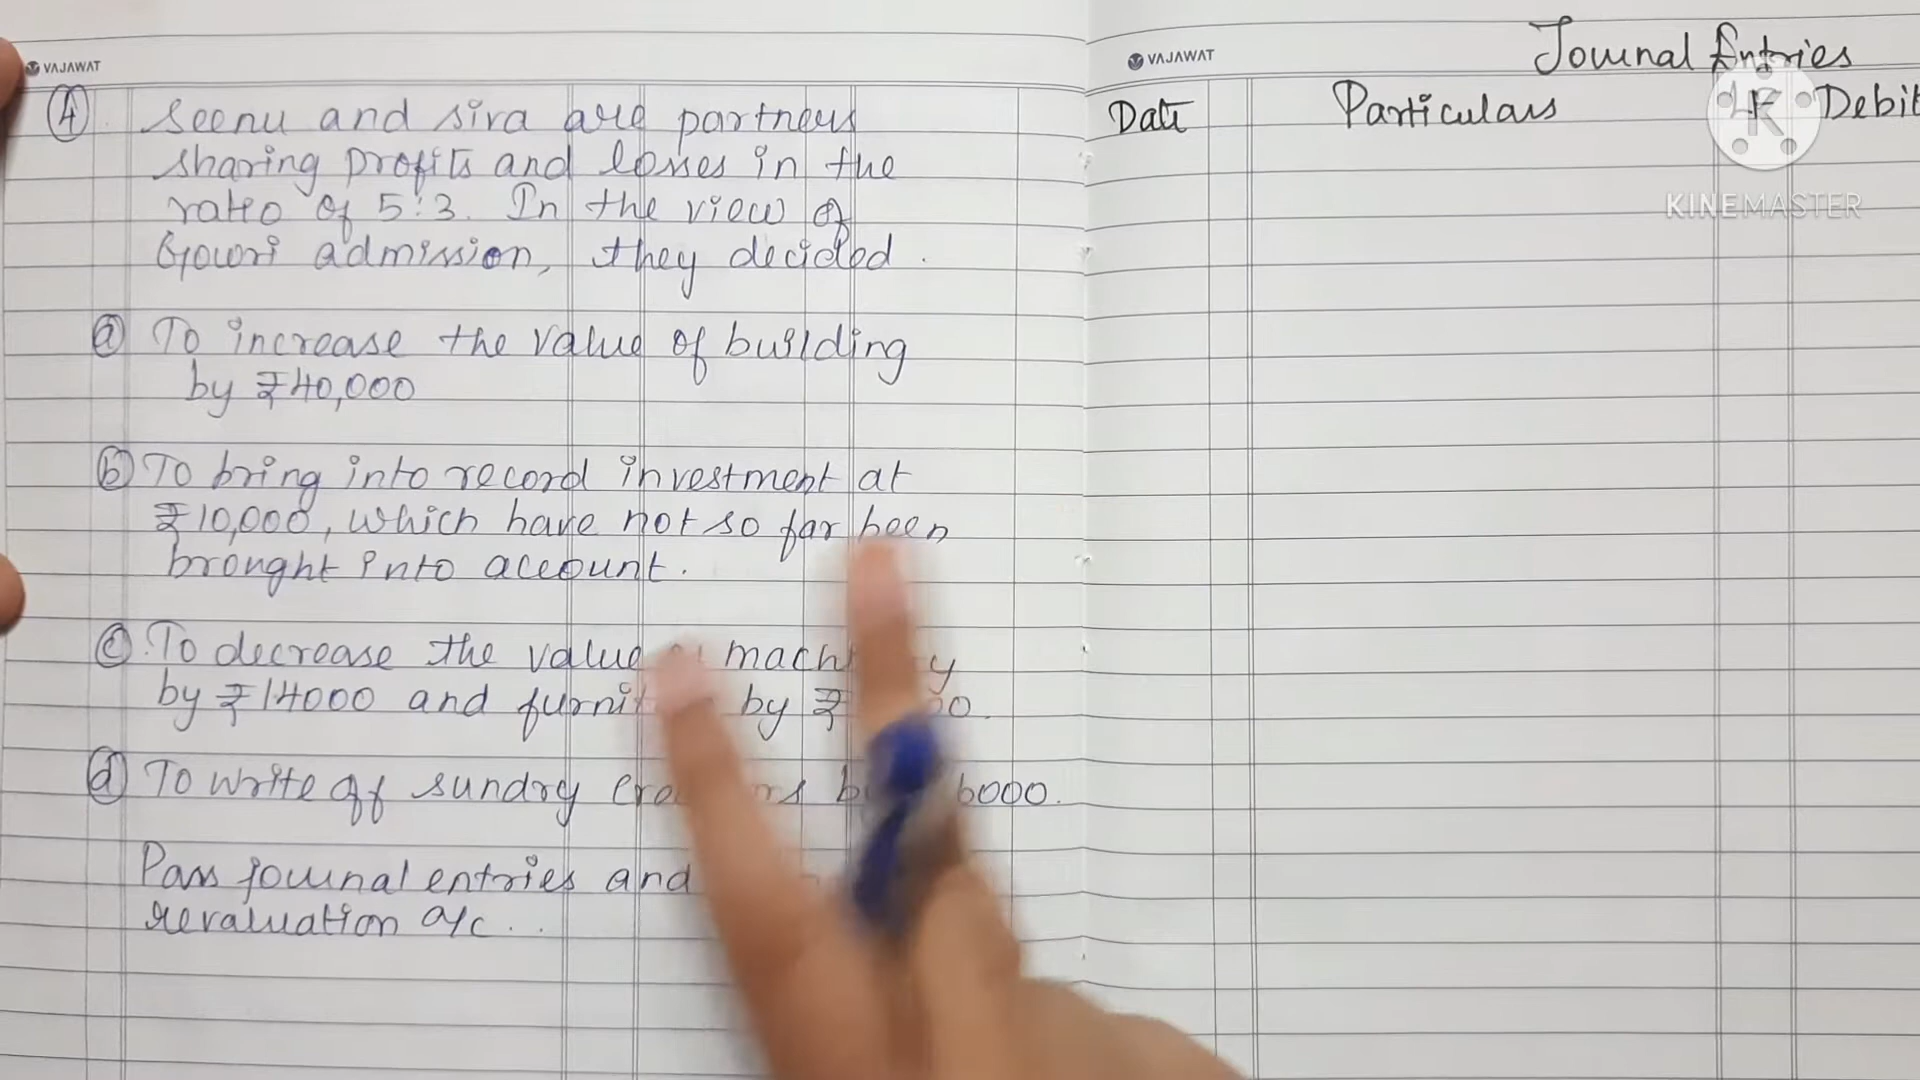 VAJAWAT
4 Seenu and siva are partners
sharing profits and losses in the
ratio of 5:3. In the view of
Gowri admission, they decided.
a To increase the value of building
by ₹40,000
b To bring into record investment at
₹10,000, which have not so far been
brought into account.
c To decrease the value
by ₹14000 and by ₹
d To write off sundry 6000.
Pass journal entries and
revaluation a/c..
VAJAWAT
Journal Entries
Date Particulars LF Debit
K
KINEMASTER